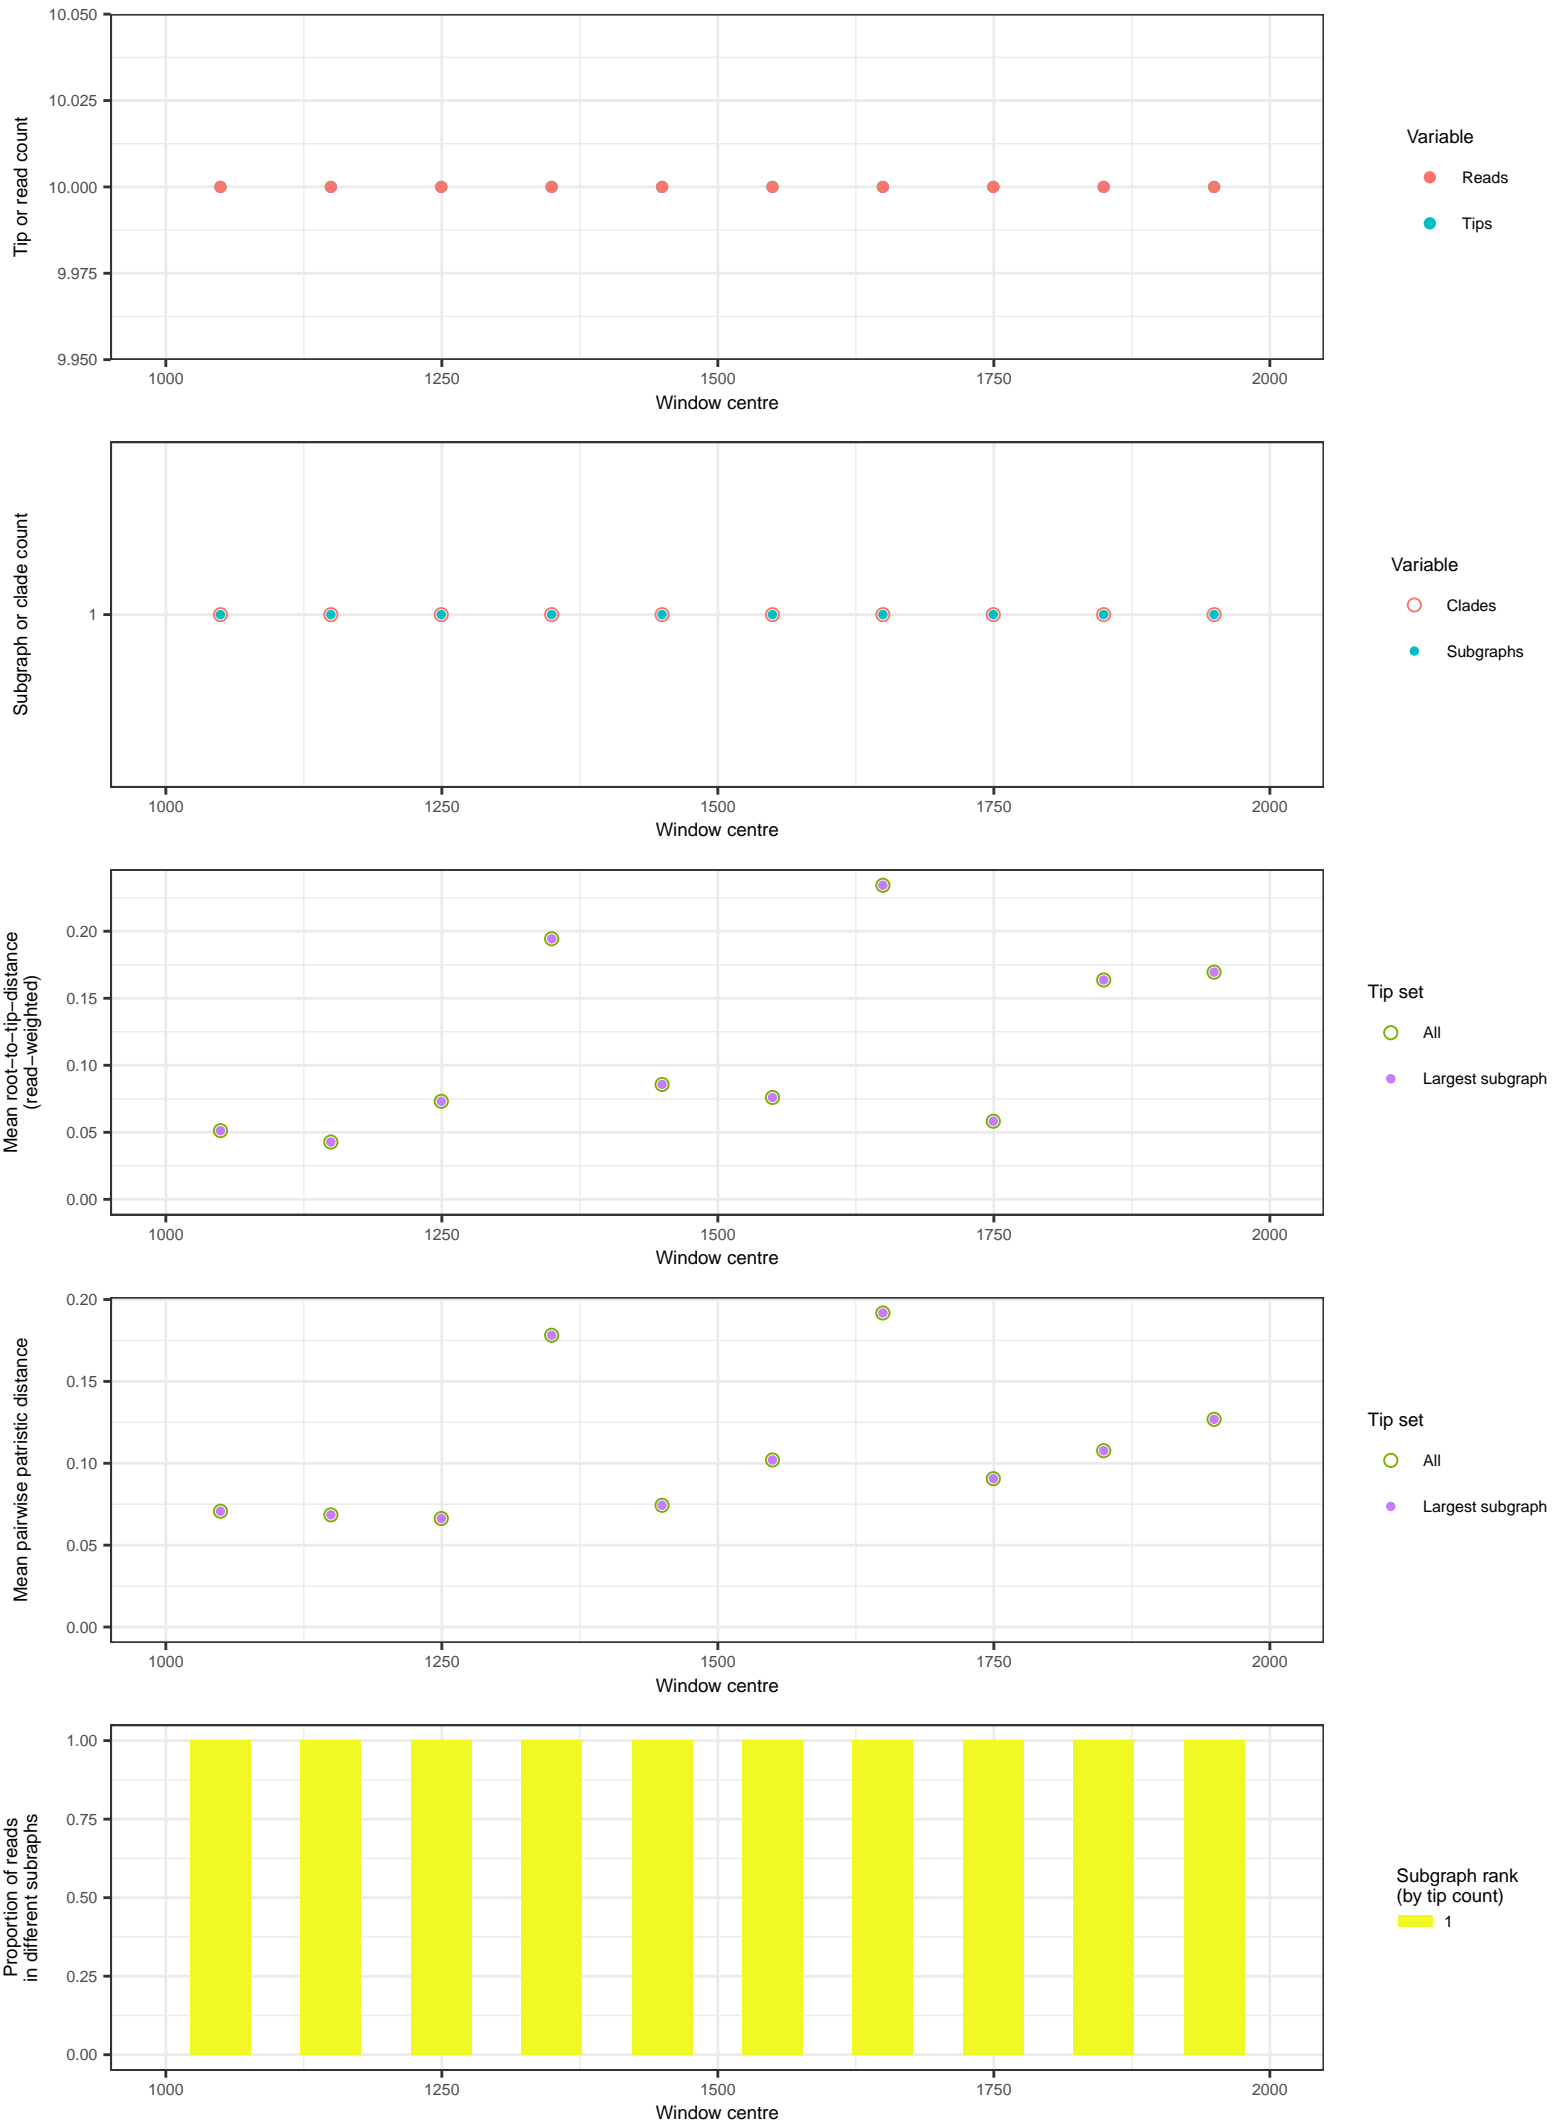 10.050
10.025
10.000
9.975
9.950
Tip or read count
1000 1250 1500 1750 2000
Window centre
Variable
Reads
Tips
1
Subgraph or clade count
1000 1250 1500 1750 2000
Window centre
Variable
Clades
Subgraphs
0.20
0.15
0.10
0.05
0.00
Mean root−to−tip−distance
(read−weighted)
1000 1250 1500 1750 2000
Window centre
Tip set
All
Largest subgraph
0.20
0.15
0.10
0.05
0.00
Mean pairwise patristic distance
1000 1250 1500 1750 2000
Window centre
Tip set
All
Largest subgraph
1.00
0.75
0.50
0.25
0.00
Proportion of reads
in different subraphs
1000 1250 1500 1750 2000
Window centre
Subgraph rank
(by tip count)
1